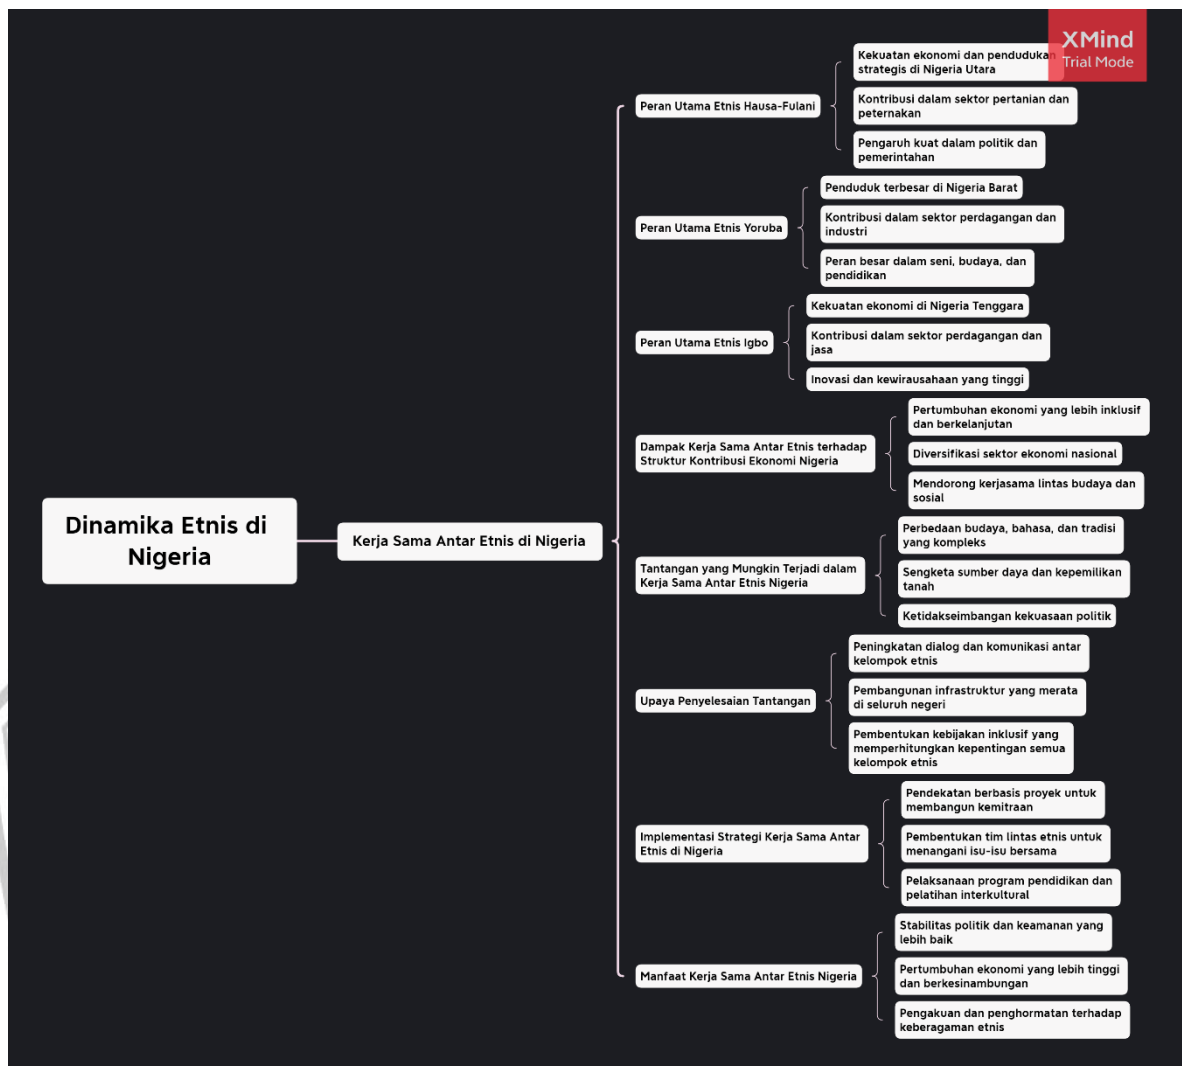 XMind
Trial Mode
Kekuatan ekonomi dan pendudukan
strategis di Nigeria Utara
Peran Utama Etnis Hausa-Fulani
Kontribusi dalam sektor pertanian dan
peternakan
Pengaruh kuat dalam politik dan
pemerintahan
Penduduk terbesar di Nigeria Barat
Peran Utama Etnis Yoruba
Kontribusi dalam sektor perdagangan dan
industri
Peran besar dalam seni, budaya, dan
pendidikan
Kekuatan ekonomi di Nigeria Tenggara
Peran Utama Etnis Igbo
Kontribusi dalam sektor perdagangan dan
jasa
Inovasi dan kewirausahaan yang tinggi
Dampak Kerja Sama Antar Etnis terhadap
Struktur Kontribusi Ekonomi Nigeria
Pertumbuhan ekonomi yang lebih inklusif
dan berkelanjutan
Diversifikasi sektor ekonomi nasional
Mendorong kerjasama lintas budaya dan
sosial
Dinamika Etnis di
Nigeria
Kerja Sama Antar Etnis di Nigeria
Tantangan yang Mungkin Terjadi dalam
Kerja Sama Antar Etnis Nigeria
Perbedaan budaya, bahasa, dan tradisi
yang kompleks
Sengketa sumber daya dan kepemilikan
tanah
Ketidakseimbangan kekuasaan politik
Upaya Penyelesaian Tantangan
Peningkatan dialog dan komunikasi antar
kelompok etnis
Pembangunan infrastruktur yang merata
di seluruh negeri
Pembentukan kebijakan inklusif yang
memperhitungkan kepentingan semua
kelompok etnis
Implementasi Strategi Kerja Sama Antar
Etnis di Nigeria
Pendekatan berbasis proyek untuk
membangun kemitraan
Pembentukan tim lintas etnis untuk
menangani isu-isu bersama
Pelaksanaan program pendidikan dan
pelatihan interkultural
Manfaat Kerja Sama Antar Etnis Nigeria
Stabilitas politik dan keamanan yang
lebih baik
Pertumbuhan ekonomi yang lebih tinggi
dan berkesinambungan
Pengakuan dan penghormatan terhadap
keberagaman etnis